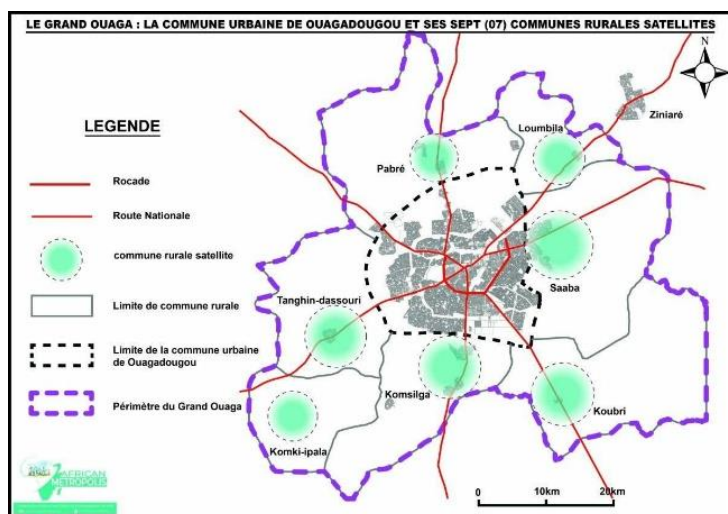 LE GRAND OUAGA : LA COMMUNE URBAINE DE OUAGADOUGOU ET SES SEPT (07) COMMUNES RURALES SATELLITES
N
LEGENDE
Rocade
Route Nationale
commune rurale satellite
Limite de commune rurale
Limite de la commune urbaine
de Ouagadougou
Périmètre du Grand Ouaga
Ziniaré
Loumbila
Pabré
Saaba
Tanghin-dassouri
Komsilga
Koubri
Komki-ipala
0 10km 20km
AFRICAN
METROPOLIS